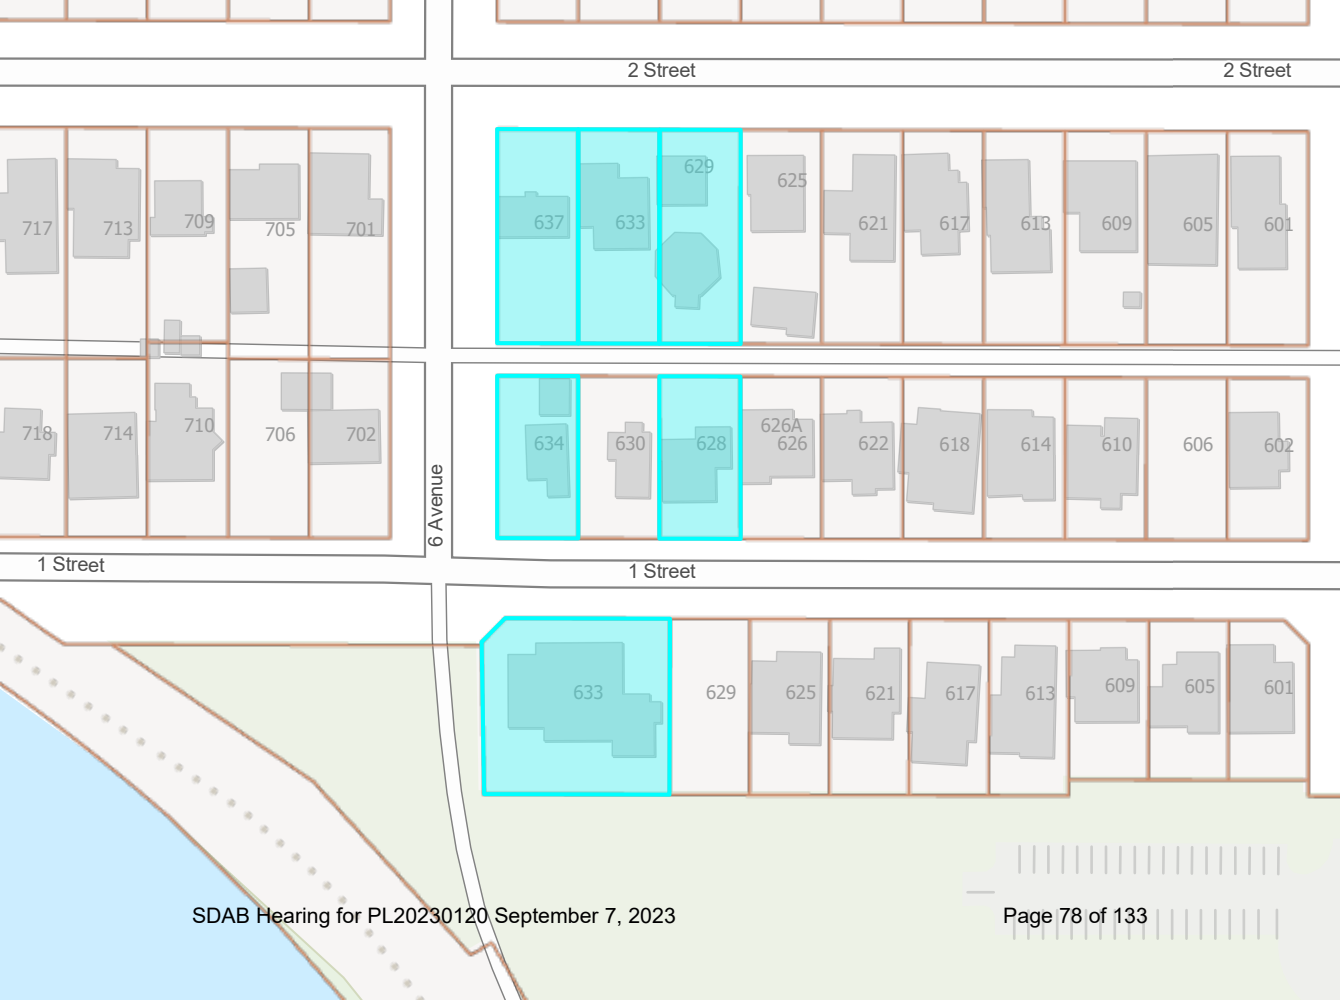 2 Street 2 Street
629
625
717 713 709 705 701 637 633 621 617 613 609 605 601
718 714 710 706 702 634 630 628 626A 626 622 618 614 610 606 602
6 Avenue
1 Street 1 Street
633 629 625 621 617 613 609 605 601
SDAB Hearing for PL20230120 September 7, 2023 Page 78 of 133